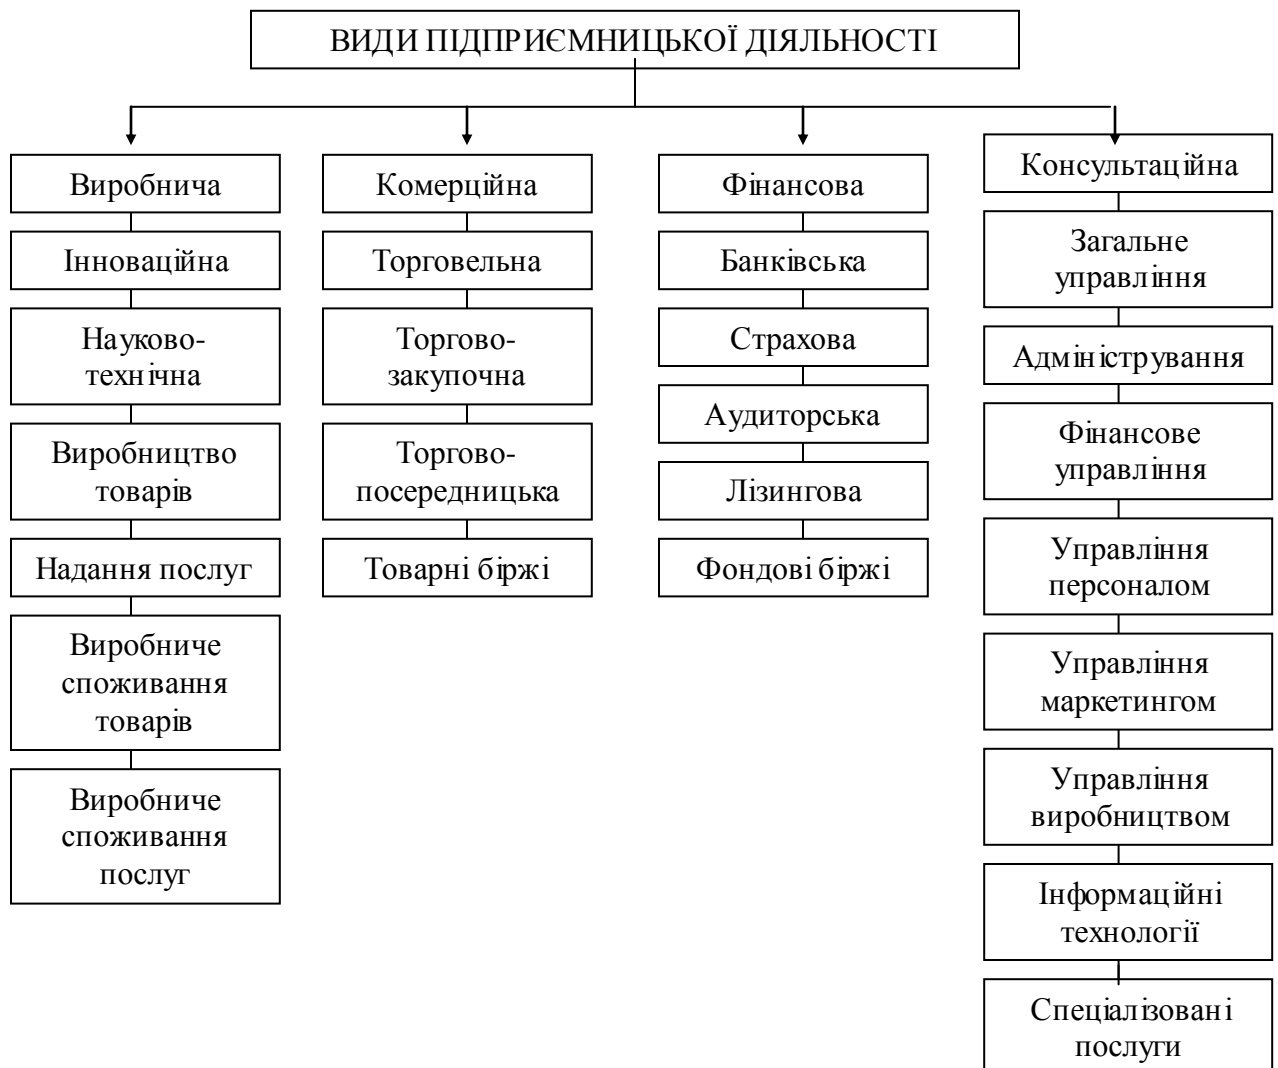 ВИДИ ПІДПРИЄМНИЦЬКОЇ ДІЯЛЬНОСТІ
Виробнича
Інноваційна
Науково-
технічна
Виробництво
товарів
Надання послуг
Виробниче
споживання
товарів
Виробниче
споживання
послуг
Комерційна
Торговельна
Торгово-
закупочна
Торгово-
посередницька
Товарні біржі
Фінансова
Банківська
Страхова
Аудиторська
Лізингова
Фондові біржі
Консультаційна
Загальне
управління
Адміністрування
Фінансове
управління
Управління
персоналом
Управління
маркетингом
Управління
виробництвом
Інформаційні
технології
Спеціалізовані
послуги